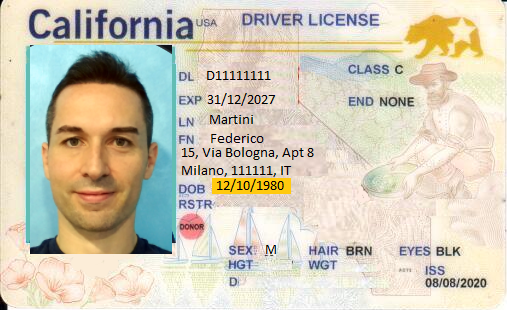 California USA DRIVER LICENSE
DL D11111111 CLASS C
EXP 31/12/2027 END NONE
LN Martini
FN Federico
15, Via Bologna, Apt 8
Milano, 111111, IT
DOB 12/10/1980
RSTR
DONOR
SEX M HAIR BRN EYES BLK
HGT WGT
ISS
08/08/2020